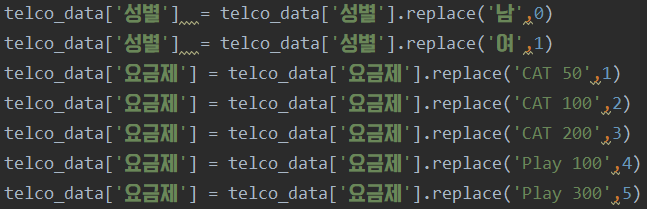 telco_data['성별'] = telco_data['성별'].replace('남',0)
telco_data['성별'] = telco_data['성별'].replace('여',1)
telco_data['요금제'] = telco_data['요금제'].replace('CAT 50',1)
telco_data['요금제'] = telco_data['요금제'].replace('CAT 100',2)
telco_data['요금제'] = telco_data['요금제'].replace('CAT 200',3)
telco_data['요금제'] = telco_data['요금제'].replace('Play 100',4)
telco_data['요금제'] = telco_data['요금제'].replace('Play 300',5)